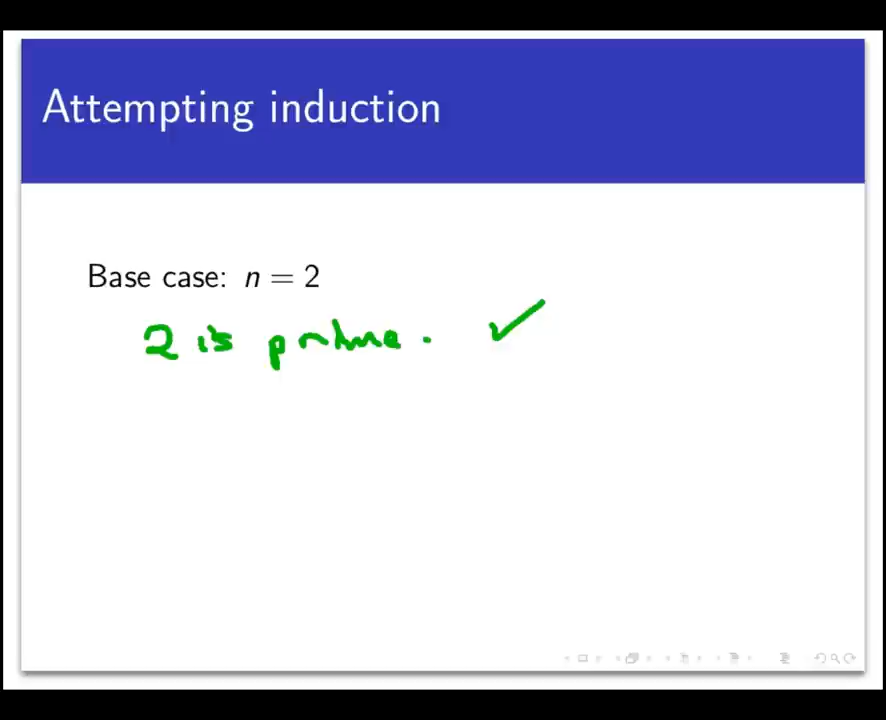 Attempting induction
Base case: n = 2
2 is prime. ✓